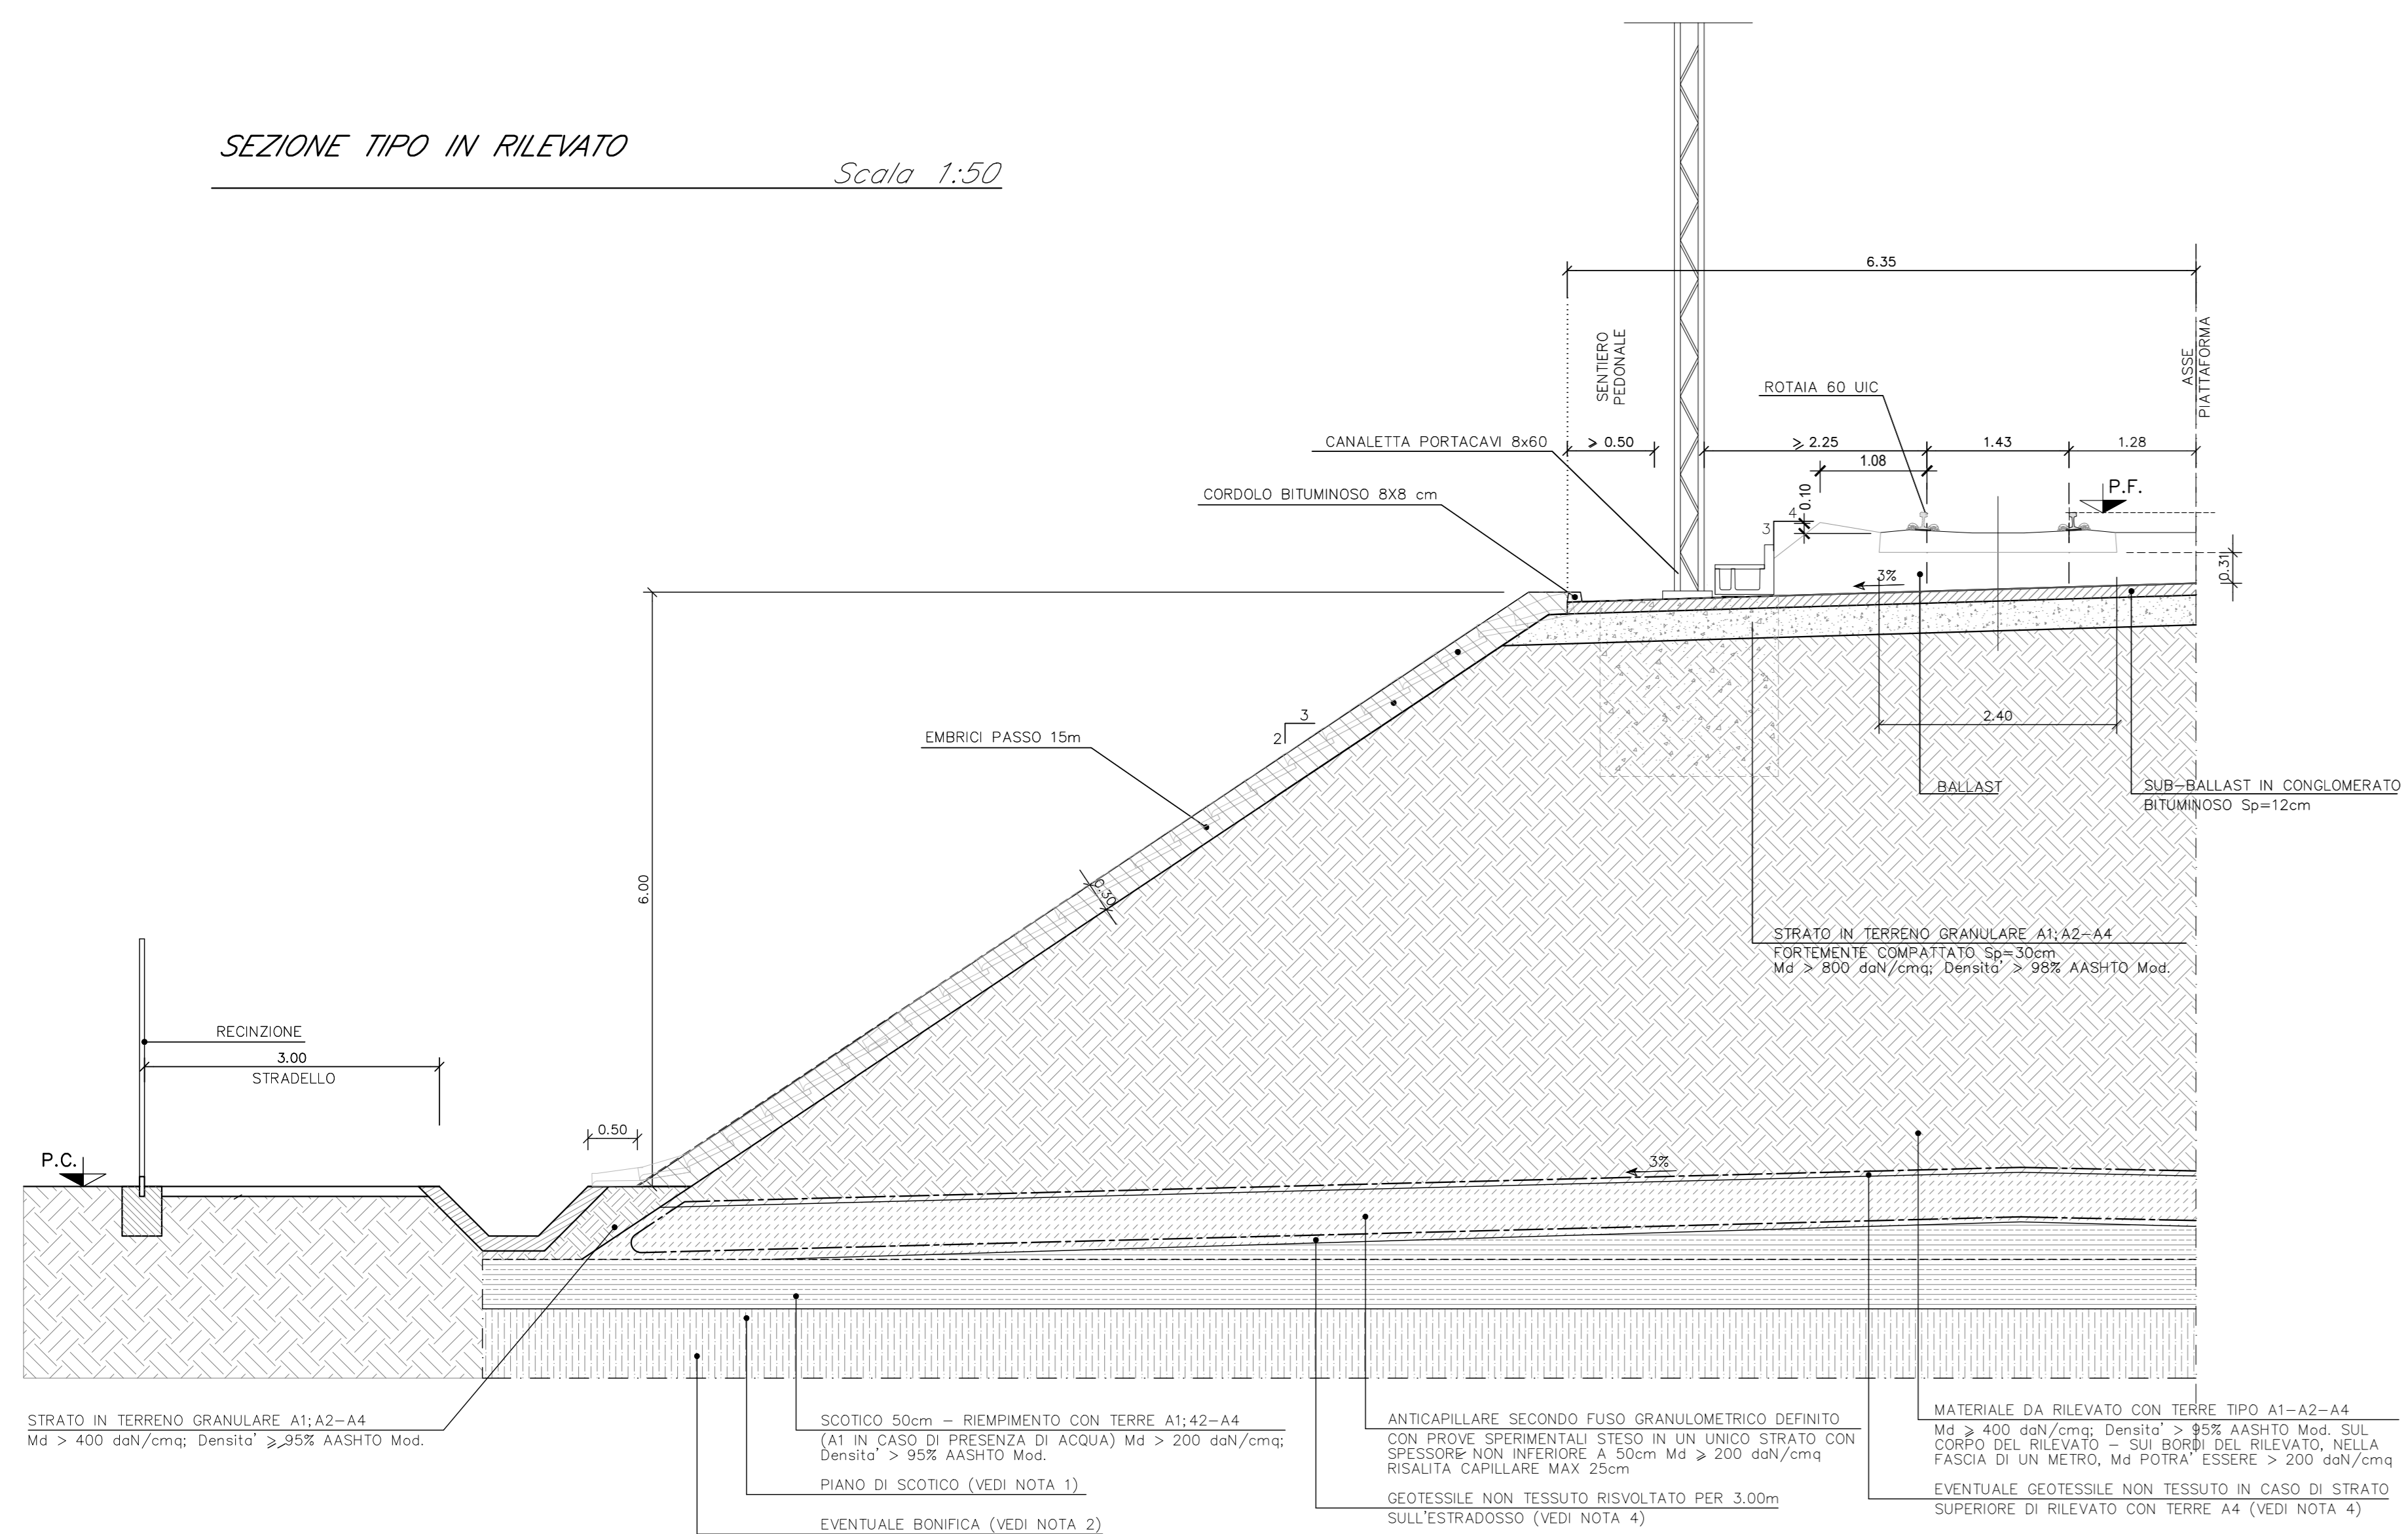 SEZIONE TIPO IN RILEVATO
Scala 1:50
6.35
SENTIERO
PEDONALE
ASSE
PIATTAFORMA
ROTAIA 60 UIC
CANALETTA PORTACAVI 8x60
⩾ 0.50
⩾ 2.25
1.43
1.28
1.08
CORDOLO BITUMINOSO 8X8 cm
0.10
4
3
P.F.
0.31
3%
3
2
2.40
EMBRICI PASSO 15m
BALLAST
SUB-BALLAST IN CONGLOMERATO
BITUMINOSO Sp=12cm
6.00
0.30
STRATO IN TERRENO GRANULARE A1;A2-A4
FORTEMENTE COMPATTATO Sp=30cm
Md > 800 daN/cmq; Densita' > 98% AASHTO Mod.
RECINZIONE
3.00
STRADELLO
0.50
P.C.
3%
STRATO IN TERRENO GRANULARE A1;A2-A4
Md > 400 daN/cmq; Densita' ⩾ 95% AASHTO Mod.
SCOTICO 50cm - RIEMPIMENTO CON TERRE A1;42-A4
(A1 IN CASO DI PRESENZA DI ACQUA) Md > 200 daN/cmq;
Densita' > 95% AASHTO Mod.
PIANO DI SCOTICO (VEDI NOTA 1)
EVENTUALE BONIFICA (VEDI NOTA 2)
ANTICAPILLARE SECONDO FUSO GRANULOMETRICO DEFINITO
CON PROVE SPERIMENTALI STESO IN UN UNICO STRATO CON
SPESSORE NON INFERIORE A 50cm Md ⩾ 200 daN/cmq
RISALITA CAPILLARE MAX 25cm
GEOTESSILE NON TESSUTO RISVOLTATO PER 3.00m
SULL'ESTRADOSSO (VEDI NOTA 4)
MATERIALE DA RILEVATO CON TERRE TIPO A1-A2-A4
Md ⩾ 400 daN/cmq; Densita' > 95% AASHTO Mod. SUL
CORPO DEL RILEVATO - SUI BORDI DEL RILEVATO, NELLA
FASCIA DI UN METRO, Md POTRA' ESSERE > 200 daN/cmq
EVENTUALE GEOTESSILE NON TESSUTO IN CASO DI STRATO
SUPERIORE DI RILEVATO CON TERRE A4 (VEDI NOTA 4)